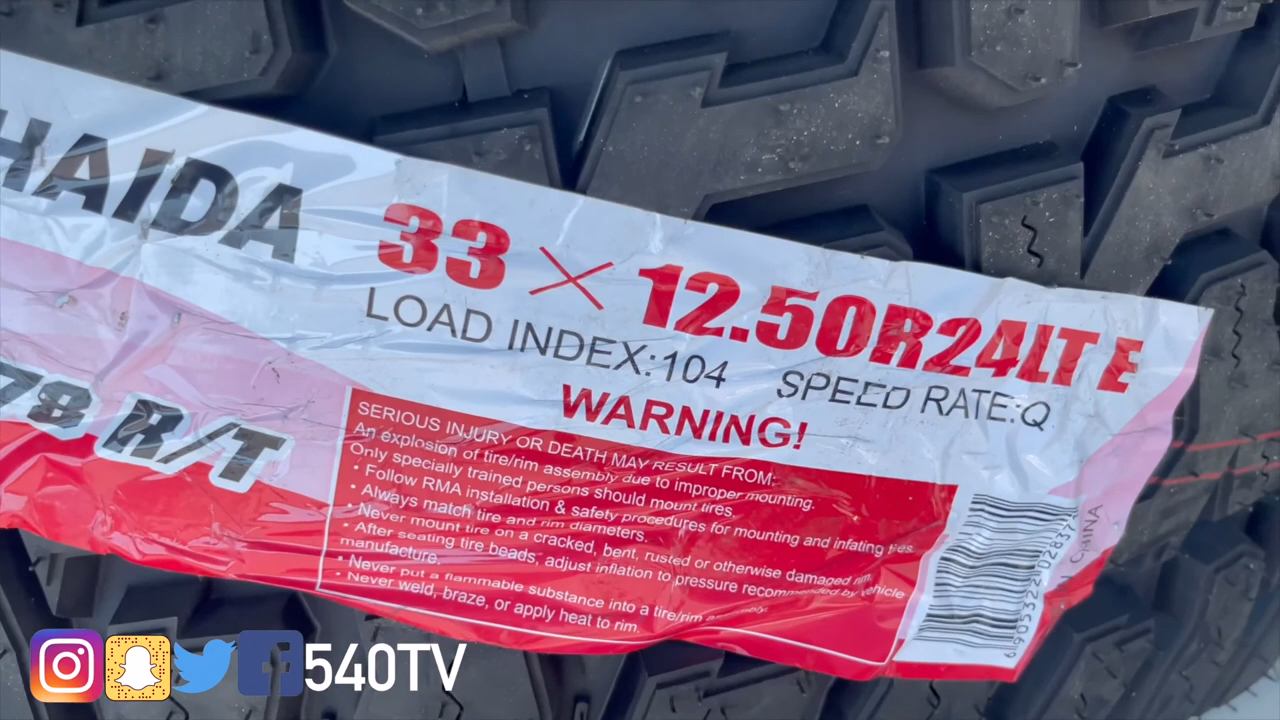 HAIDA
33 × 12.50R24LT E
LOAD INDEX:104 SPEED RATE:Q
WARNING!
78 R/T
SERIOUS INJURY OR DEATH MAY RESULT FROM:
An explosion of tire/rim assembly due to improper mounting.
Only specially trained persons should mount tires.
• Follow RMA installation & safety procedures for mounting and infating ties.
• Always match tire and rim diameters.
• Never mount tire on a cracked, bent, rusted or otherwise damaged rim.
• After seating tire beads, adjust inflation to pressure recommended by vehicle
manufacture.
• Never put a flammable substance into a tire/rim
• Never weld, braze, or apply heat to rim.
CHINA
540TV